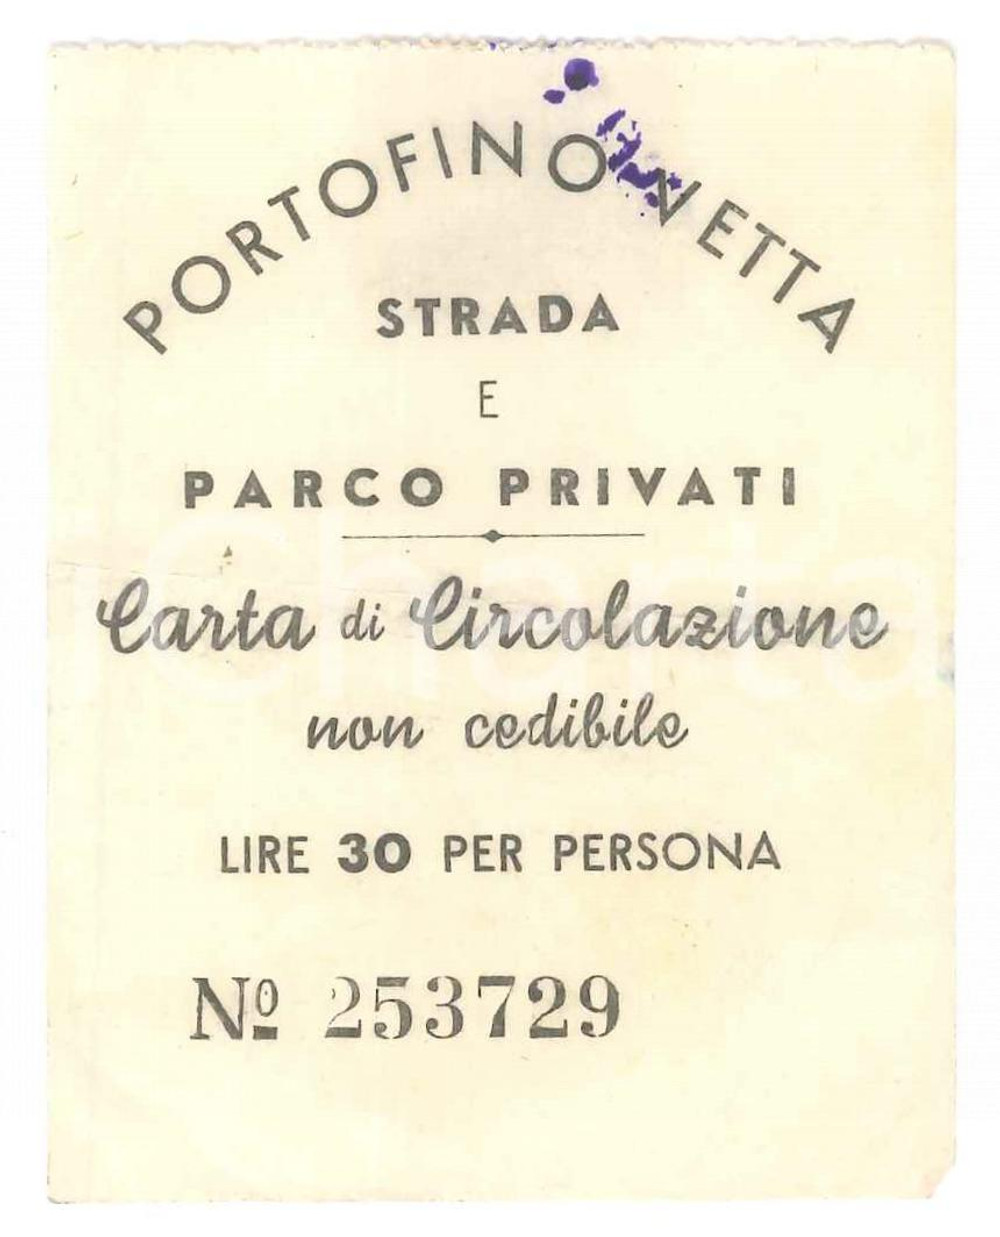 PORTOFINO VETTA
STRADA
E
PARCO PRIVATI
Carta di Circolazione
non cedibile
LIRE 30 PER PERSONA
Nº 253729